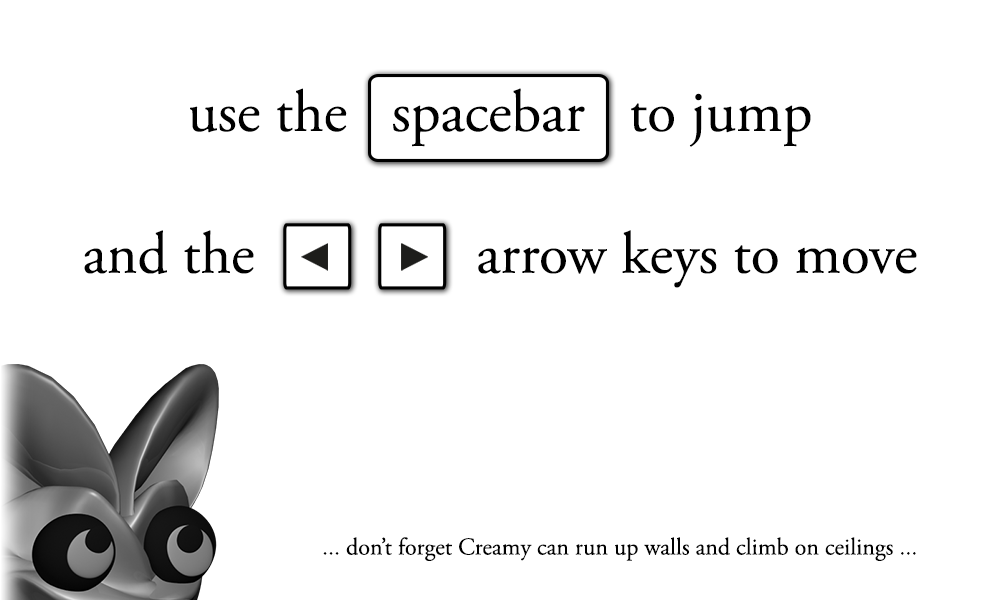 use the spacebar to jump
and the ◀ ▶ arrow keys to move
... don’t forget Creamy can run up walls and climb on ceilings ...